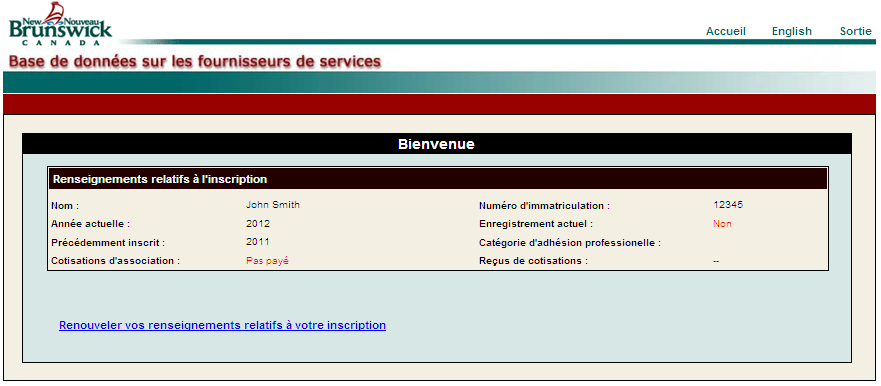 New Nouveau
Brunswick
CANADA
Accueil English Sortie
Base de données sur les fournisseurs de services
Bienvenue
Renseignements relatifs à l'inscription
Nom : John Smith Numéro d'immatriculation : 12345
Année actuelle : 2012 Enregistrement actuel : Non
Précédemment inscrit : 2011 Catégorie d'adhésion professionelle :
Cotisations d'association : Pas payé Reçus de cotisations : --
Renouveler vos renseignements relatifs à votre inscription